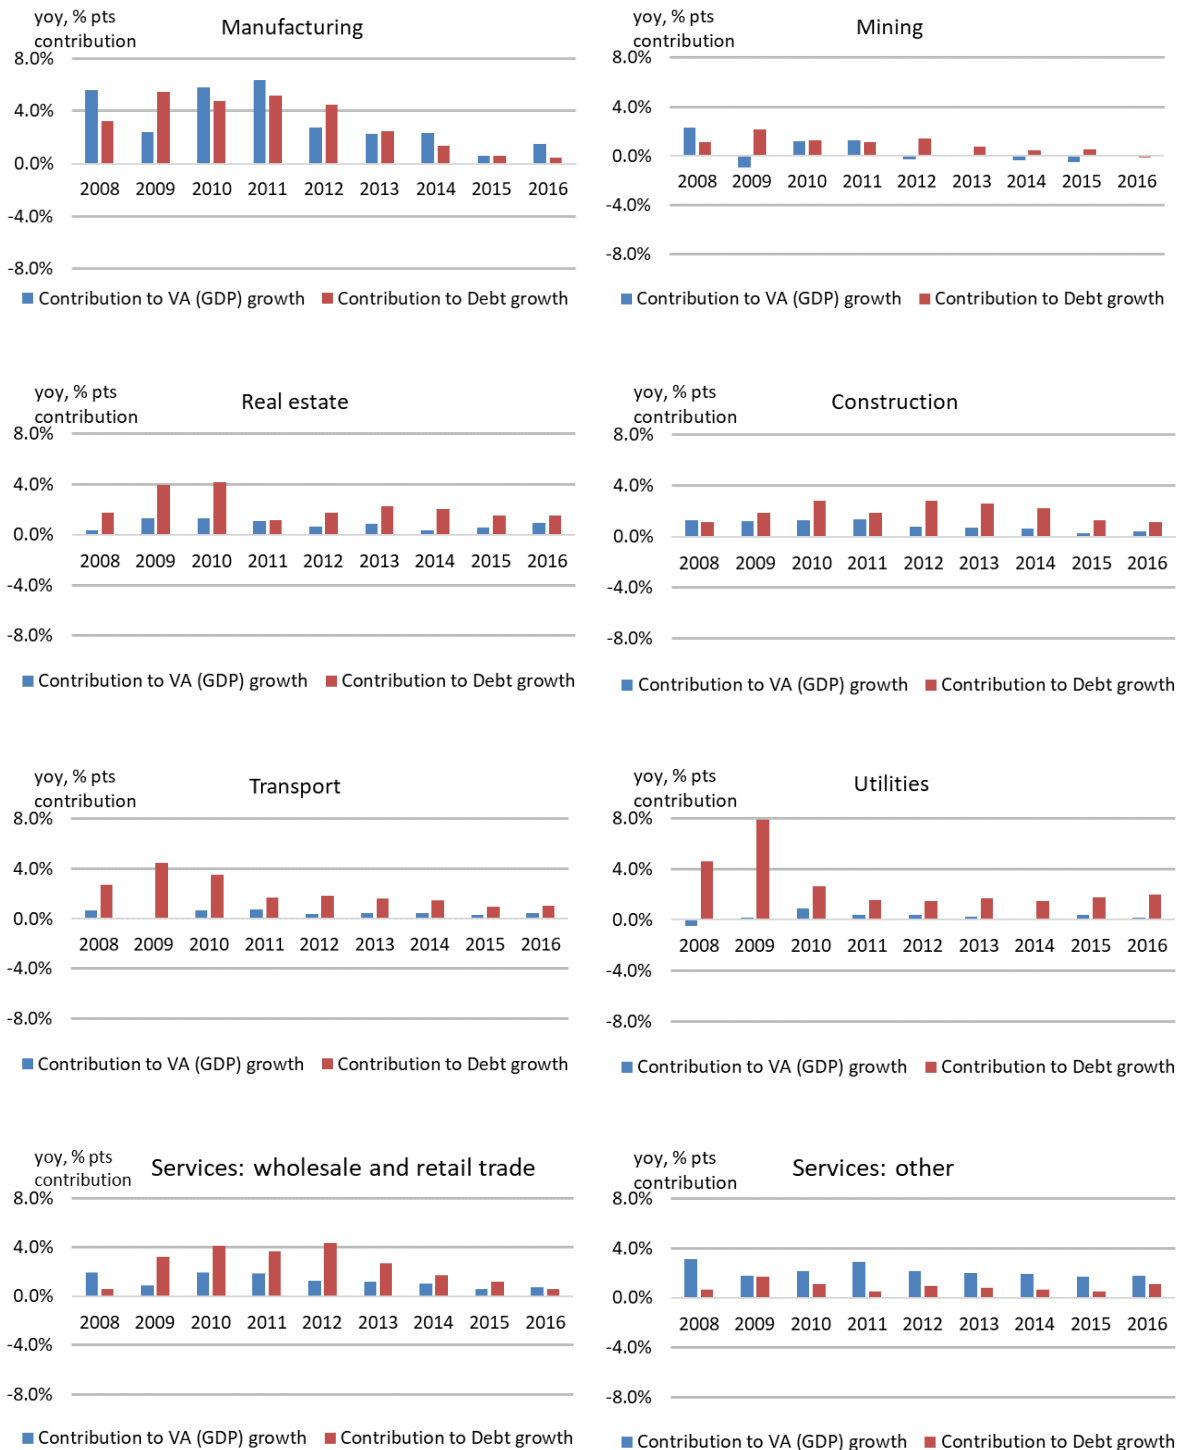 yoy, % pts
contribution
Manufacturing
8.0%
4.0%
0.0%
-4.0%
-8.0%
2008 2009 2010 2011 2012 2013 2014 2015 2016
Contribution to VA (GDP) growth Contribution to Debt growth
yoy, % pts
contribution
Mining
8.0%
4.0%
0.0%
-4.0%
-8.0%
2008 2009 2010 2011 2012 2013 2014 2015 2016
Contribution to VA (GDP) growth Contribution to Debt growth
yoy, % pts
contribution
Real estate
8.0%
4.0%
0.0%
-4.0%
-8.0%
2008 2009 2010 2011 2012 2013 2014 2015 2016
Contribution to VA (GDP) growth Contribution to Debt growth
yoy, % pts
contribution
Construction
8.0%
4.0%
0.0%
-4.0%
-8.0%
2008 2009 2010 2011 2012 2013 2014 2015 2016
Contribution to VA (GDP) growth Contribution to Debt growth
yoy, % pts
contribution
Transport
8.0%
4.0%
0.0%
-4.0%
-8.0%
2008 2009 2010 2011 2012 2013 2014 2015 2016
Contribution to VA (GDP) growth Contribution to Debt growth
yoy, % pts
contribution
Utilities
8.0%
4.0%
0.0%
-4.0%
-8.0%
2008 2009 2010 2011 2012 2013 2014 2015 2016
Contribution to VA (GDP) growth Contribution to Debt growth
yoy, % pts
contribution
Services: wholesale and retail trade
8.0%
4.0%
0.0%
-4.0%
-8.0%
2008 2009 2010 2011 2012 2013 2014 2015 2016
Contribution to VA (GDP) growth Contribution to Debt growth
yoy, % pts
contribution
Services: other
8.0%
4.0%
0.0%
-4.0%
-8.0%
2008 2009 2010 2011 2012 2013 2014 2015 2016
Contribution to VA (GDP) growth Contribution to Debt growth